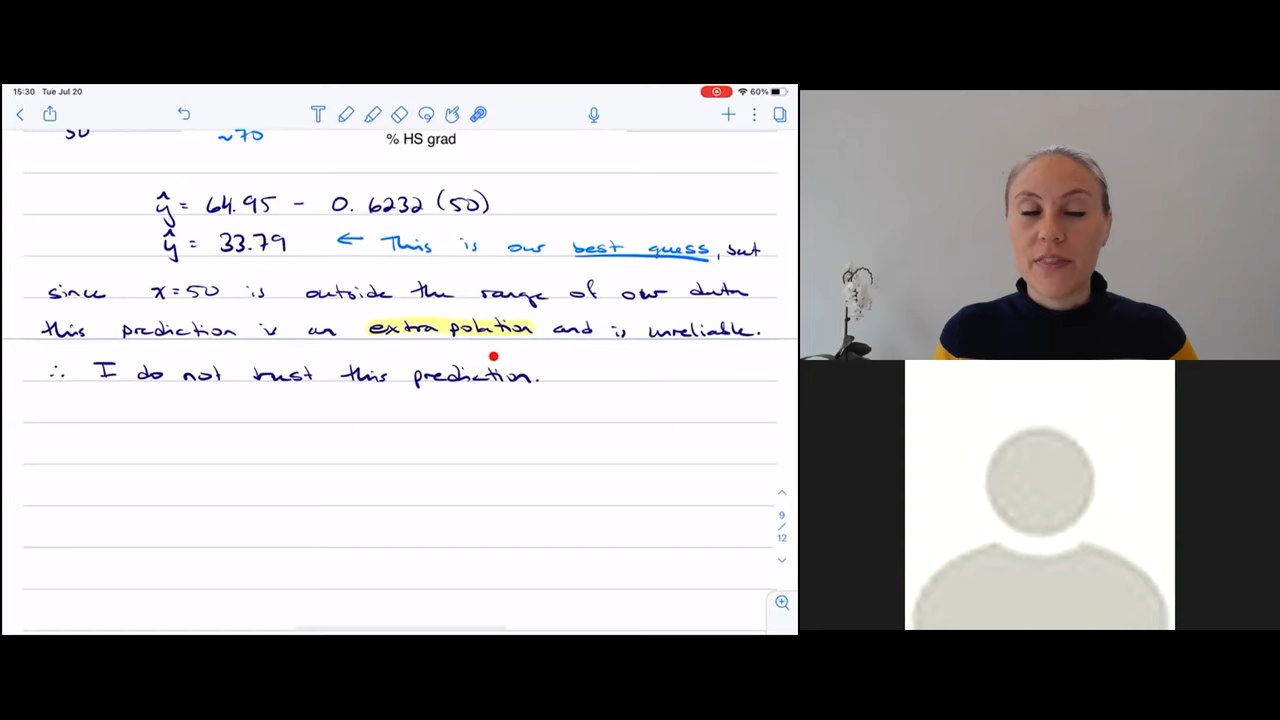 15:30 Tue Jul 20
60%
50 ~70
% HS grad
ŷ = 64.95 - 0.6232 (50)
ŷ = 33.79 ← This is our best guess, but
since x=50 is outside the range of our data
this prediction is an extrapolation and is unreliable.
∴ I do not trust this prediction.
9
/
12